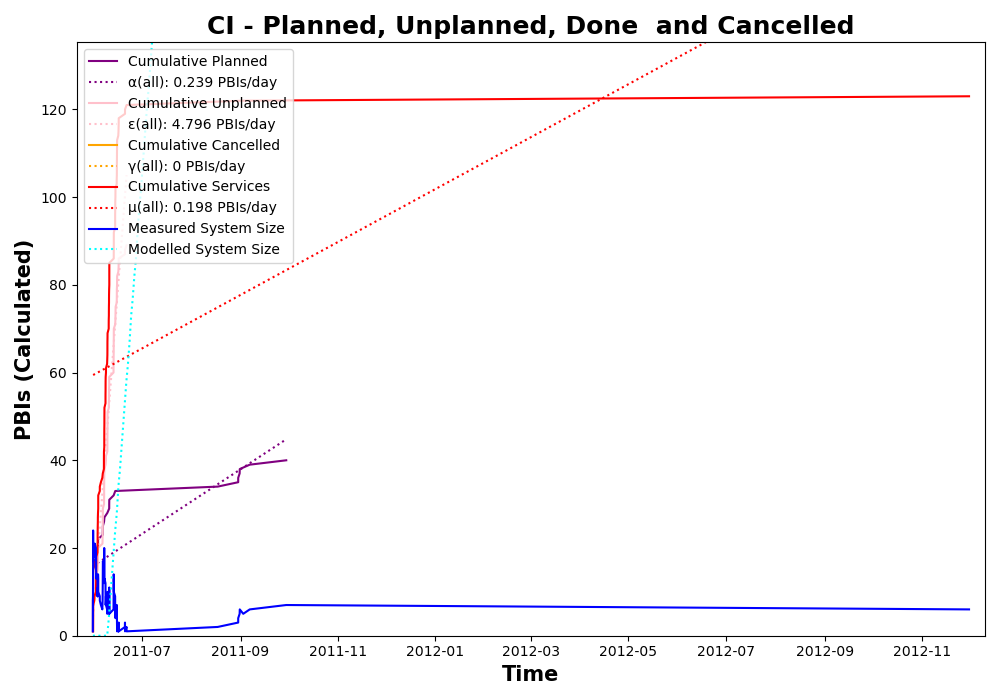 CI - Planned, Unplanned, Done  and Cancelled
PBIs (Calculated)
120
100
80
60
40
20
0
Cumulative Planned
α(all): 0.239 PBIs/day
Cumulative Unplanned
ε(all): 4.796 PBIs/day
Cumulative Cancelled
γ(all): 0 PBIs/day
Cumulative Services
μ(all): 0.198 PBIs/day
Measured System Size
Modelled System Size
2011-07 2011-09 2011-11 2012-01 2012-03 2012-05 2012-07 2012-09 2012-11
Time